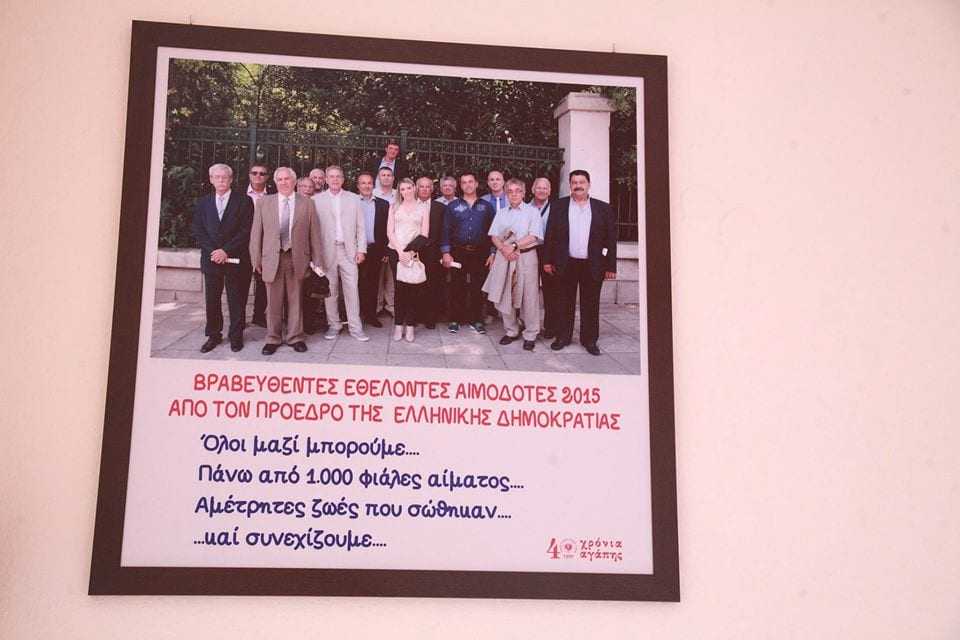 ΒΡΑΒΕΥΘΕΝΤΕΣ ΕΘΕΛΟΝΤΕΣ ΑΙΜΟΔΟΤΕΣ 2015
ΑΠΟ ΤΟΝ ΠΡΟΕΔΡΟ ΤΗΣ ΕΛΛΗΝΙΚΗΣ ΔΗΜΟΚΡΑΤΙΑΣ
Όλοι μαζί μπορούμε....
Πάνω από 1.000 φιάλες αίματος....
Αμέτρητες ζωές που σώθηκαν....
...καί συνεχίζουμε....
40 χρόνια
αγάπης